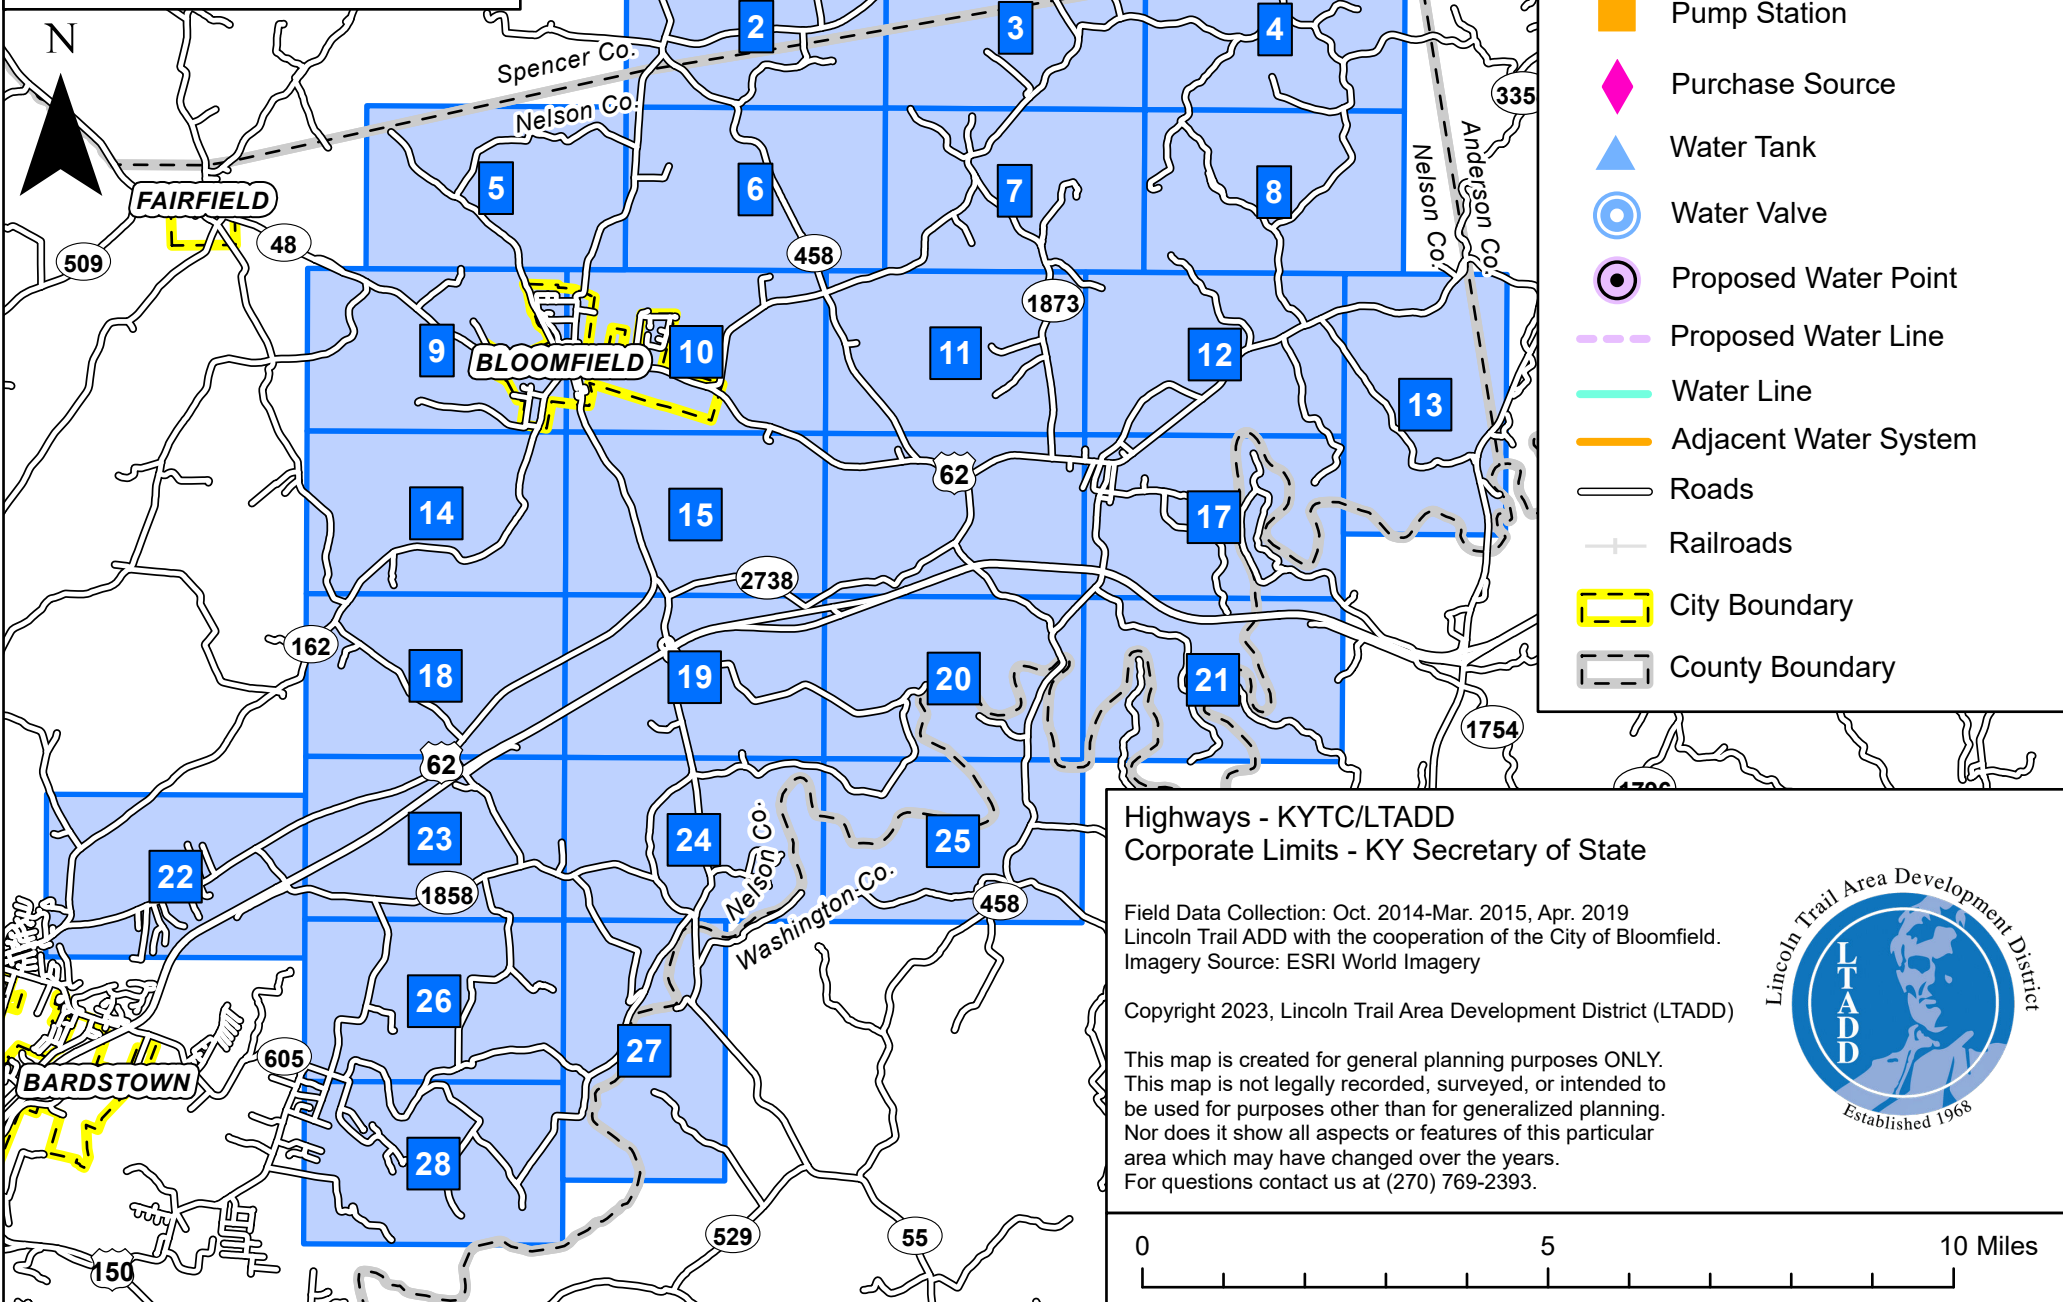 N
2
3
4
Spencer Co.
Nelson Co.
335
Anderson Co.
Nelson Co.
5
6
7
8
FAIRFIELD
48
509
458
1873
9
BLOOMFIELD
10
11
12
13
62
14
15
17
2738
162
18
19
20
21
62
1754
22
23
24
25
1858
Nelson Co.
Washington Co.
458
26
27
605
BARDSTOWN
28
529
55
150
Pump Station
Purchase Source
Water Tank
Water Valve
Proposed Water Point
Proposed Water Line
Water Line
Adjacent Water System
Roads
Railroads
City Boundary
County Boundary
Highways - KYTC/LTADD
Corporate Limits - KY Secretary of State
Field Data Collection: Oct. 2014-Mar. 2015, Apr. 2019
Lincoln Trail ADD with the cooperation of the City of Bloomfield.
Imagery Source: ESRI World Imagery
Copyright 2023, Lincoln Trail Area Development District (LTADD)
This map is created for general planning purposes ONLY.
This map is not legally recorded, surveyed, or intended to
be used for purposes other than for generalized planning.
Nor does it show all aspects or features of this particular
area which may have changed over the years.
For questions contact us at (270) 769-2393.
Lincoln Trail Area Development District
LTADD
Established 1968
0 5 10 Miles